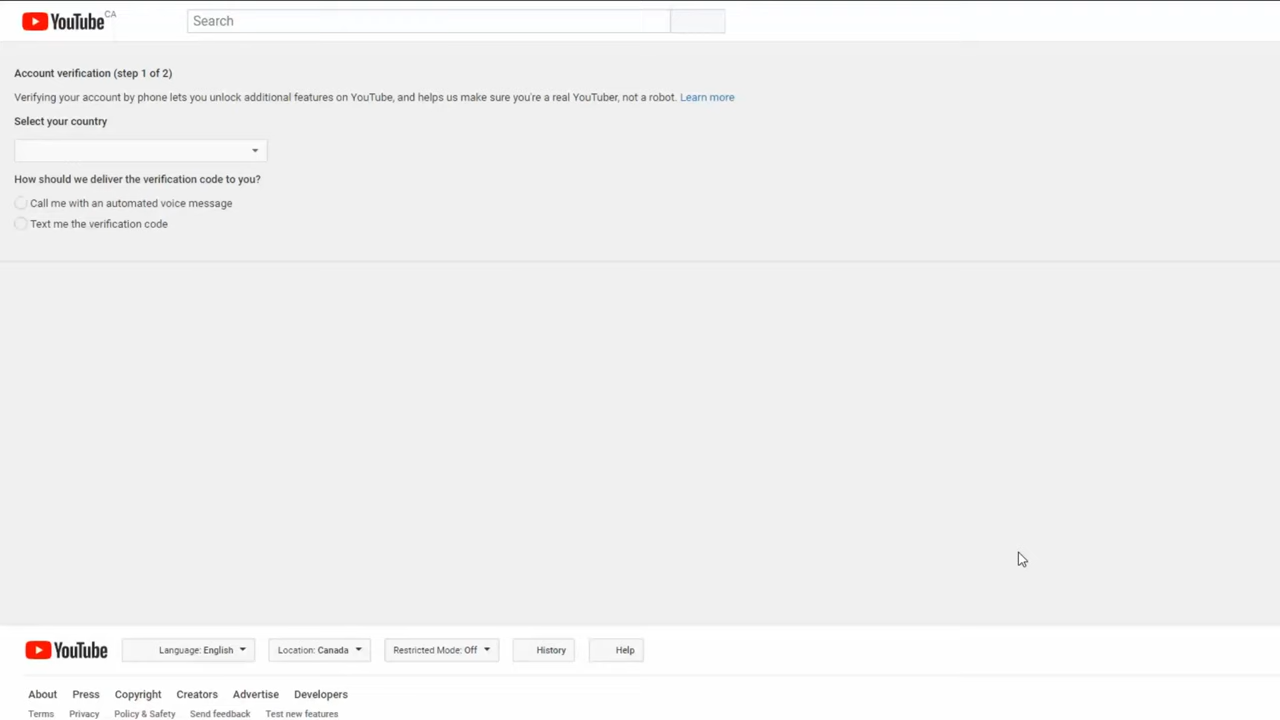 YouTube CA
Search
Account verification (step 1 of 2)
Verifying your account by phone lets you unlock additional features on YouTube, and helps us make sure you're a real YouTuber, not a robot. Learn more
Select your country
How should we deliver the verification code to you?
Call me with an automated voice message
Text me the verification code
YouTube
Language: English
Location: Canada
Restricted Mode: Off
History
Help
About Press Copyright Creators Advertise Developers
Terms Privacy Policy & Safety Send feedback Test new features